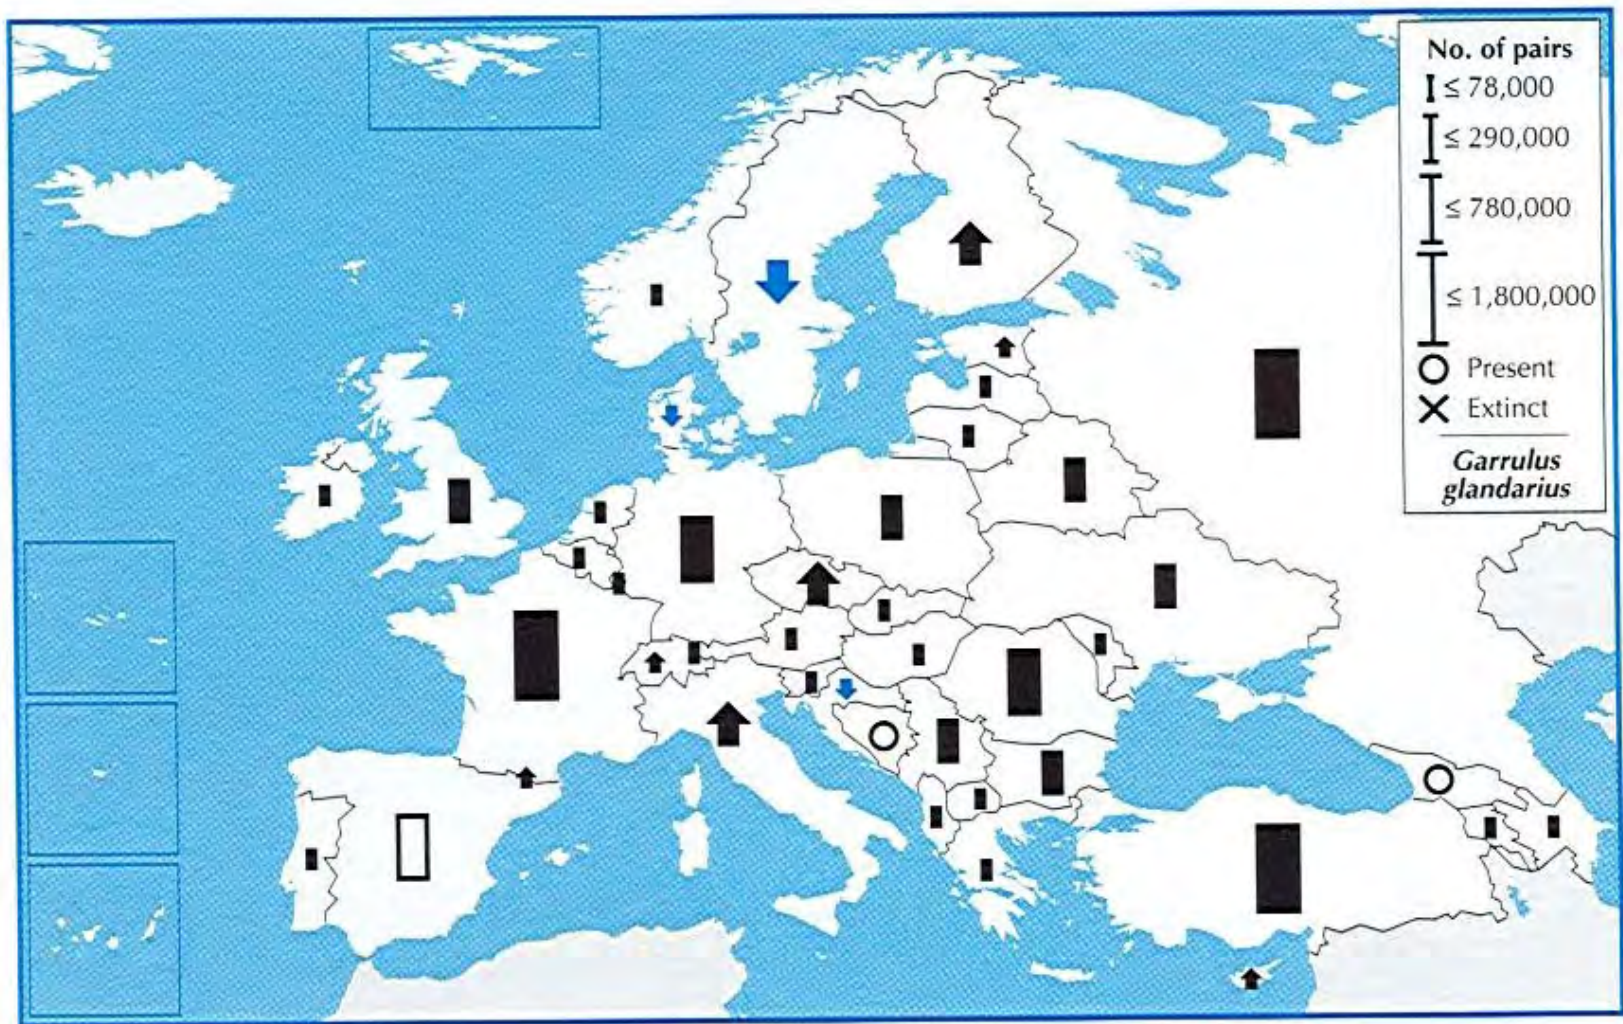 No. of pairs
≤ 78,000
≤ 290,000
≤ 780,000
≤ 1,800,000
Present
Extinct
Garrulus
glandarius